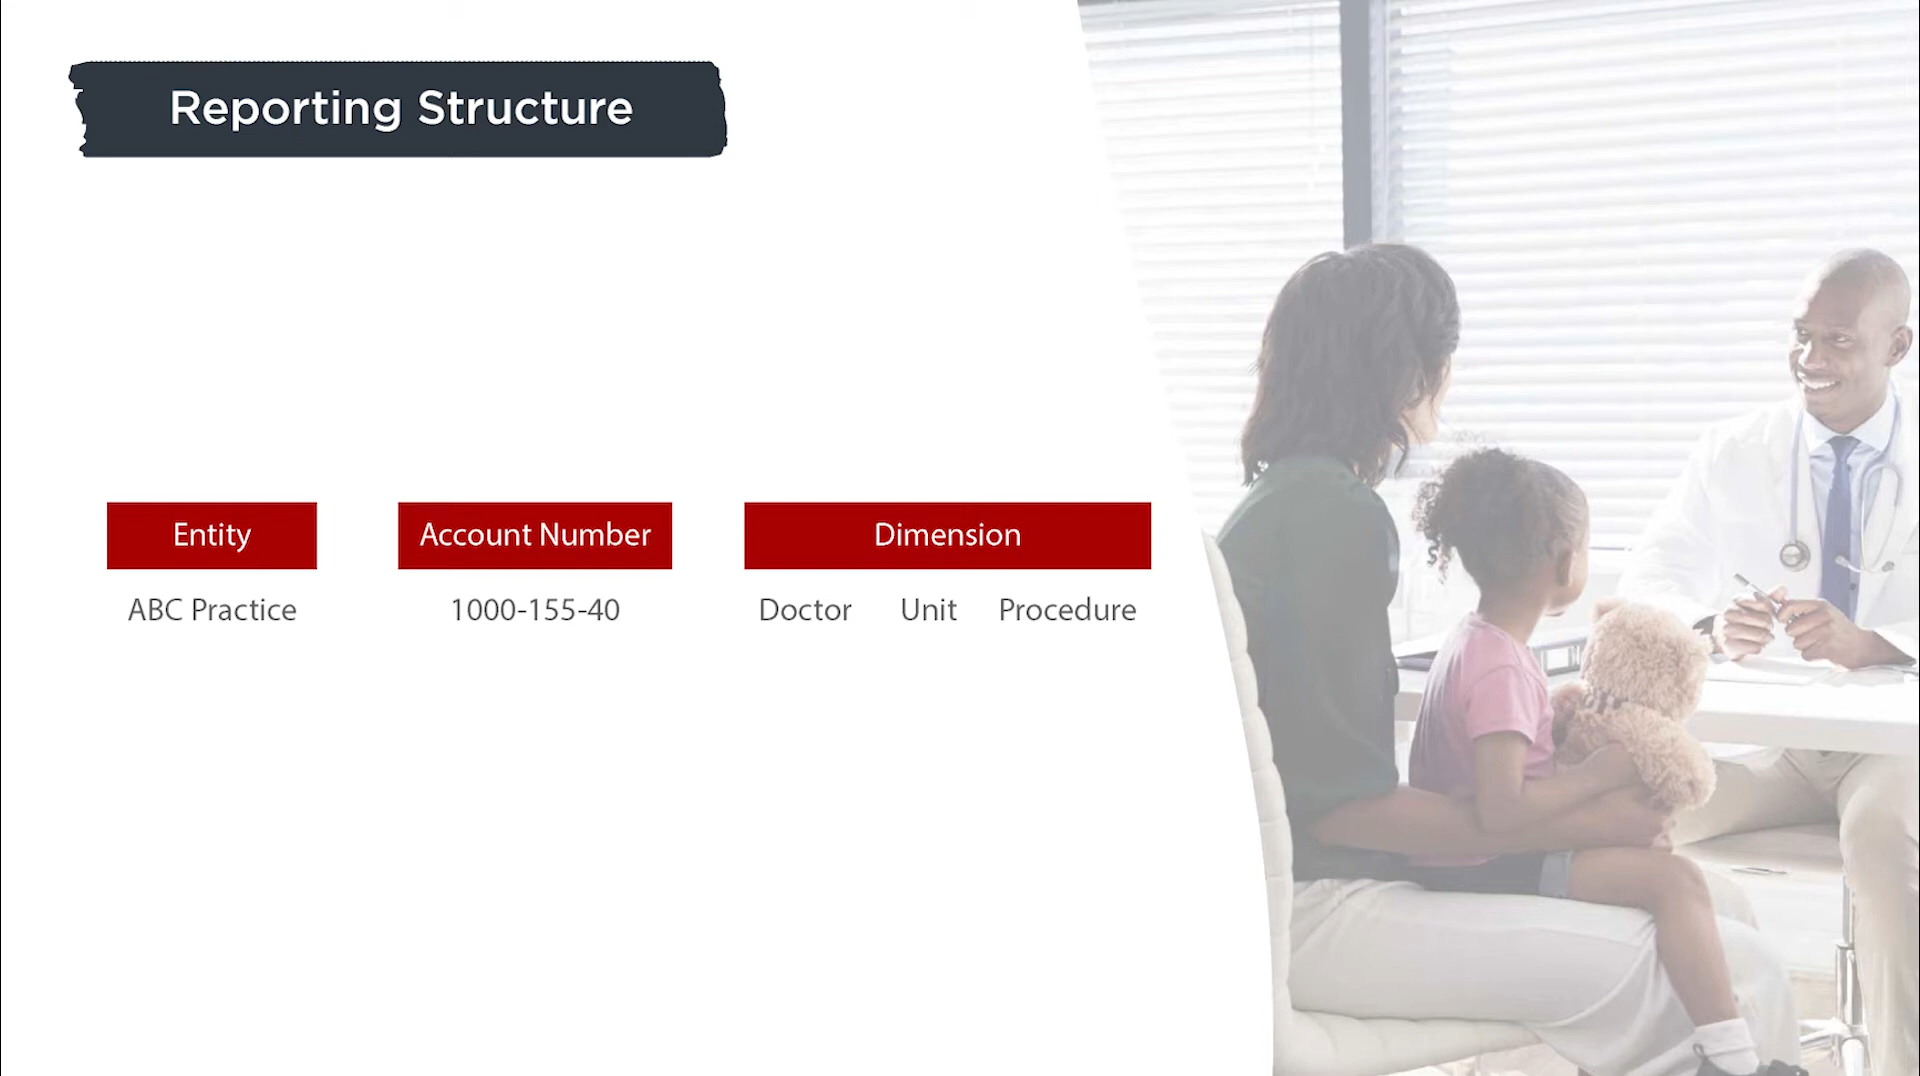 Reporting Structure
Entity
Account Number
Dimension
ABC Practice
1000-155-40
Doctor Unit Procedure